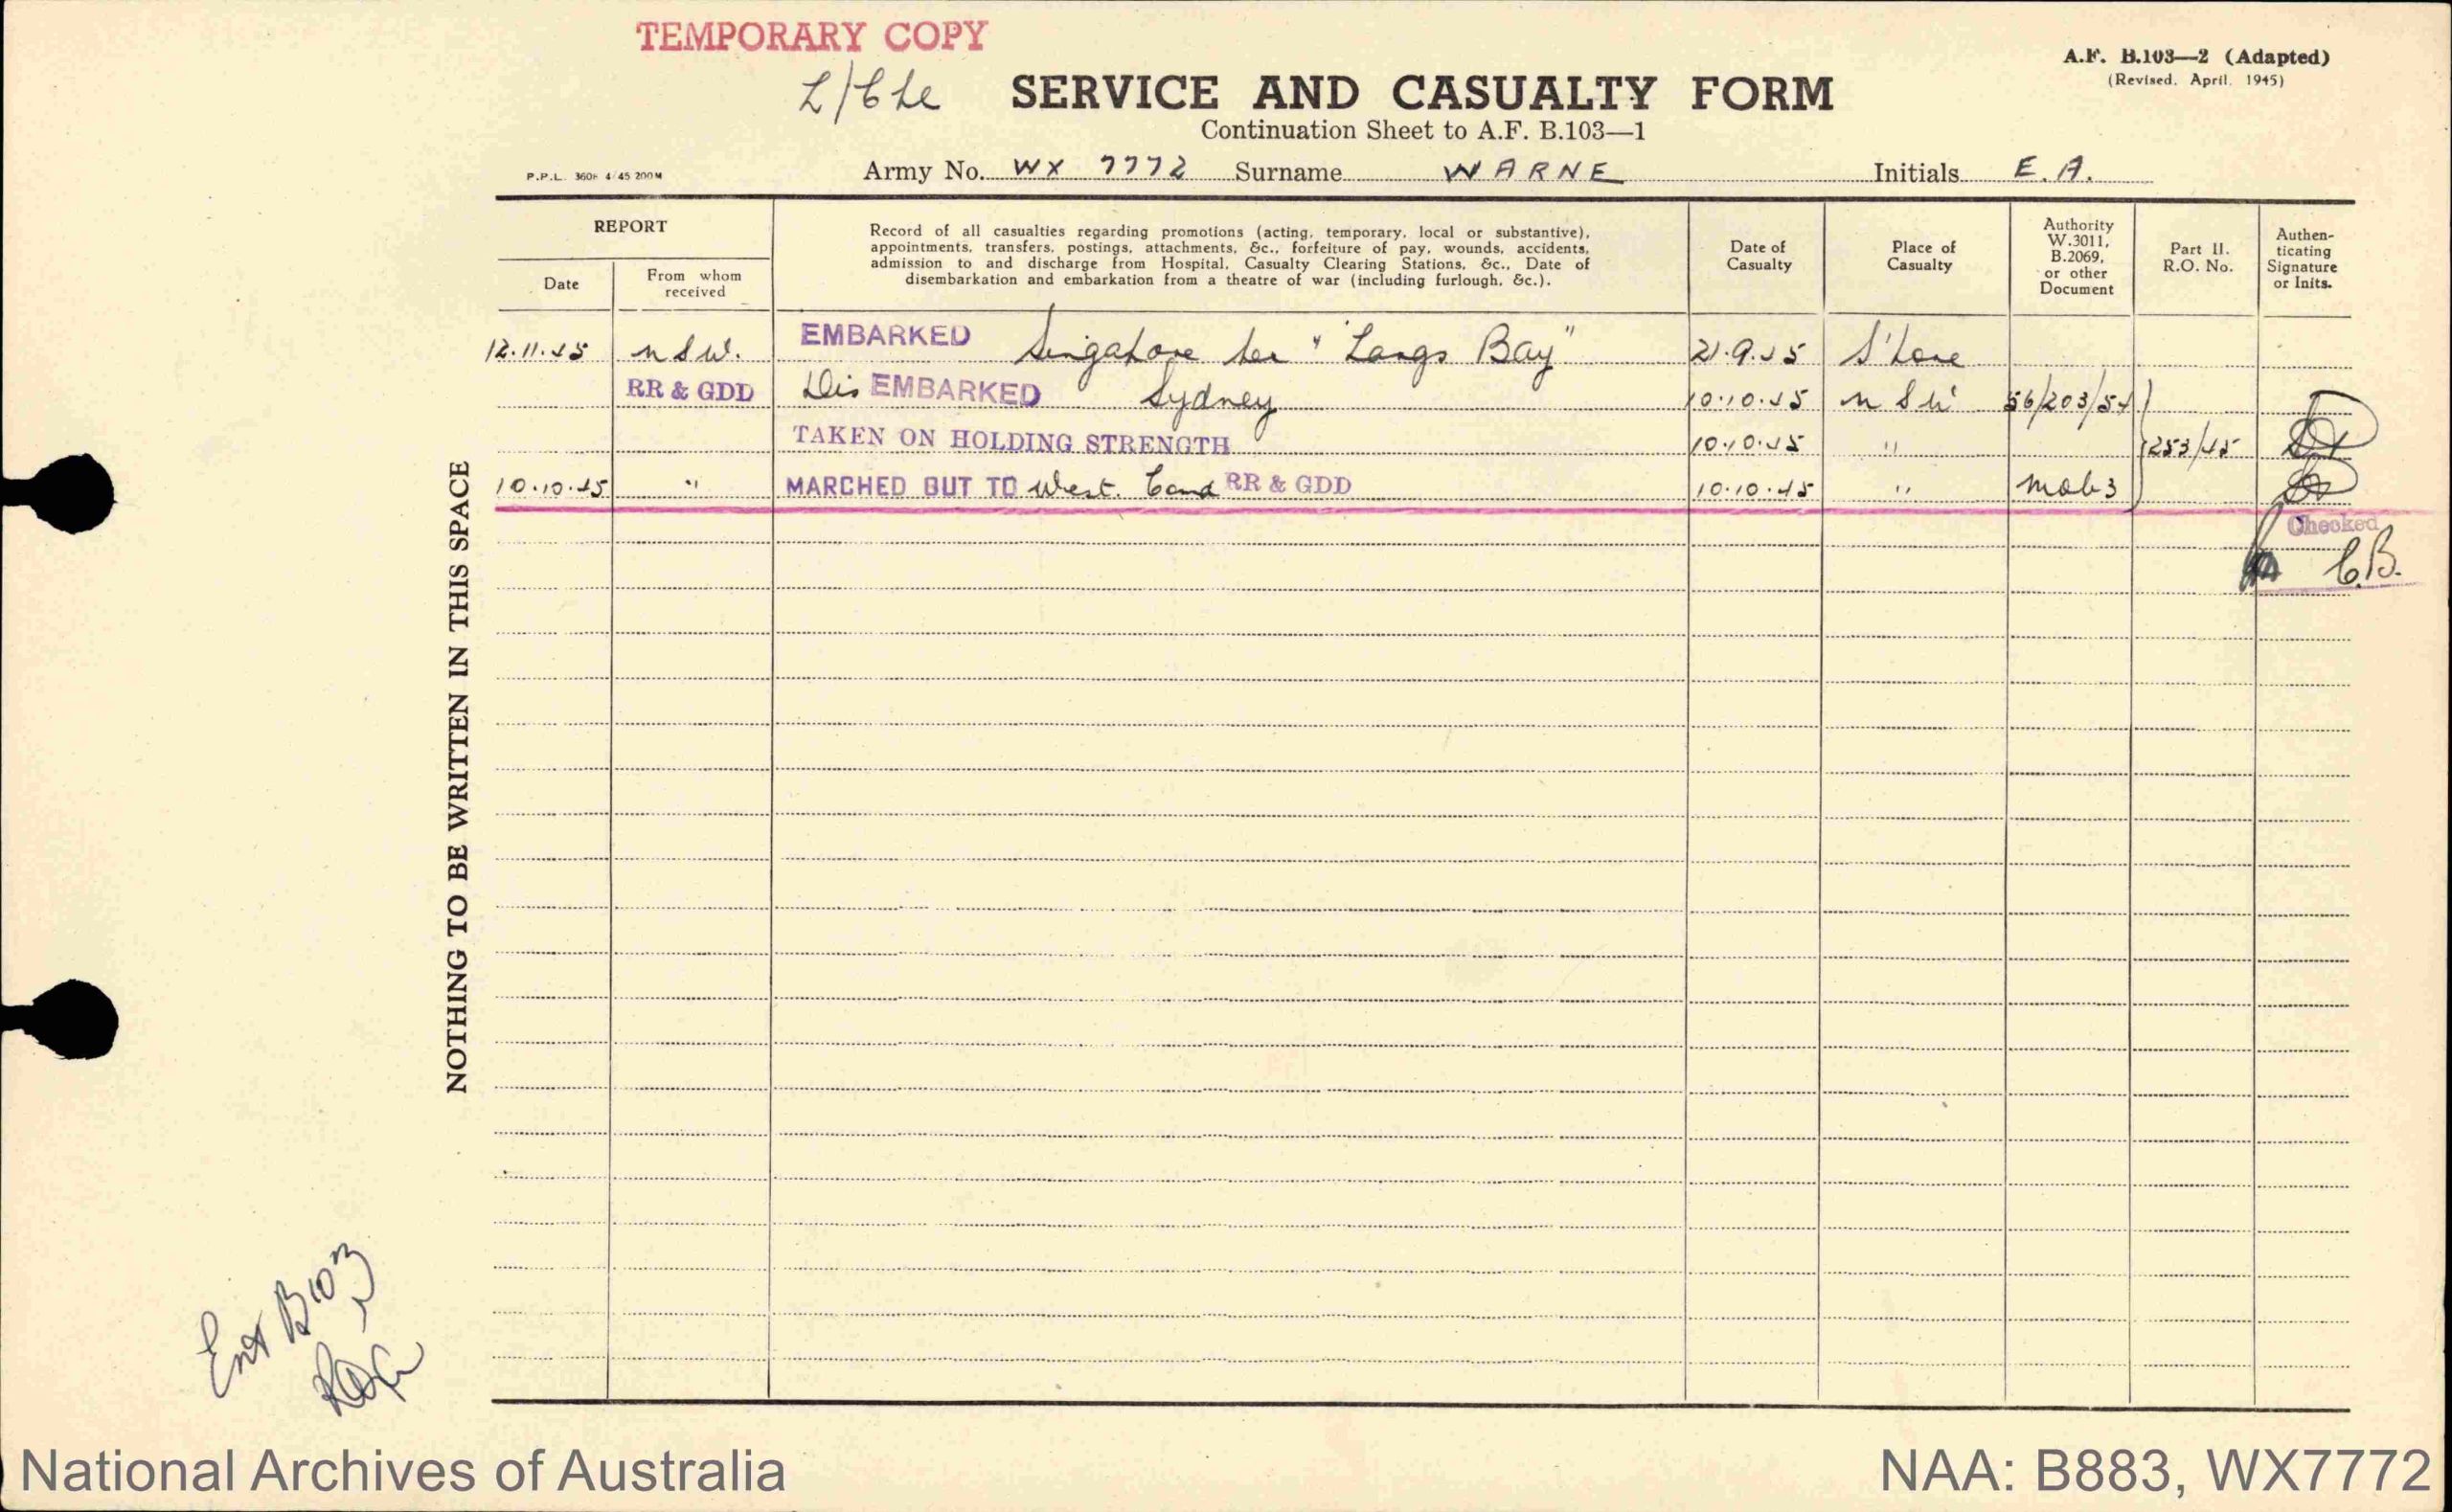 TEMPORARY COPY
A.F. B.103—2 (Adapted)
(Revised. April. 1945)
L/Cpl SERVICE AND CASUALTY FORM
Continuation Sheet to A.F. B.103—1
P.P.L. 360F 4/45 200M
Army No. WX 7772 Surname WARNE Initials E. A.
REPORT
Date
From whom received
Record of all casualties regarding promotions (acting, temporary, local or substantive),
appointments, transfers, postings, attachments, &c., forfeiture of pay, wounds, accidents,
admission to and discharge from Hospital, Casualty Clearing Stations, &c., Date of
disembarkation and embarkation from a theatre of war (including furlough, &c.).
Date of Casualty
Place of Casualty
Authority W.3011, B.2069, or other Document
Part II. R.O. No.
Authen-ticating Signature or Inits.
12.11.45 NSW. EMBARKED Singapore per "Largs Bay" 21.9.45 S'pore
RR & GDD Dis EMBARKED Sydney 10.10.45 NSW 56/203/54
TAKEN ON HOLDING STRENGTH 10.10.45 " 253/45
10.10.45 " MARCHED OUT TO West. Comd RR & GDD 10.10.45 " Mob 3
Checked
C.B.
NOTHING TO BE WRITTEN IN THIS SPACE
Ent B103
National Archives of Australia
NAA: B883, WX7772